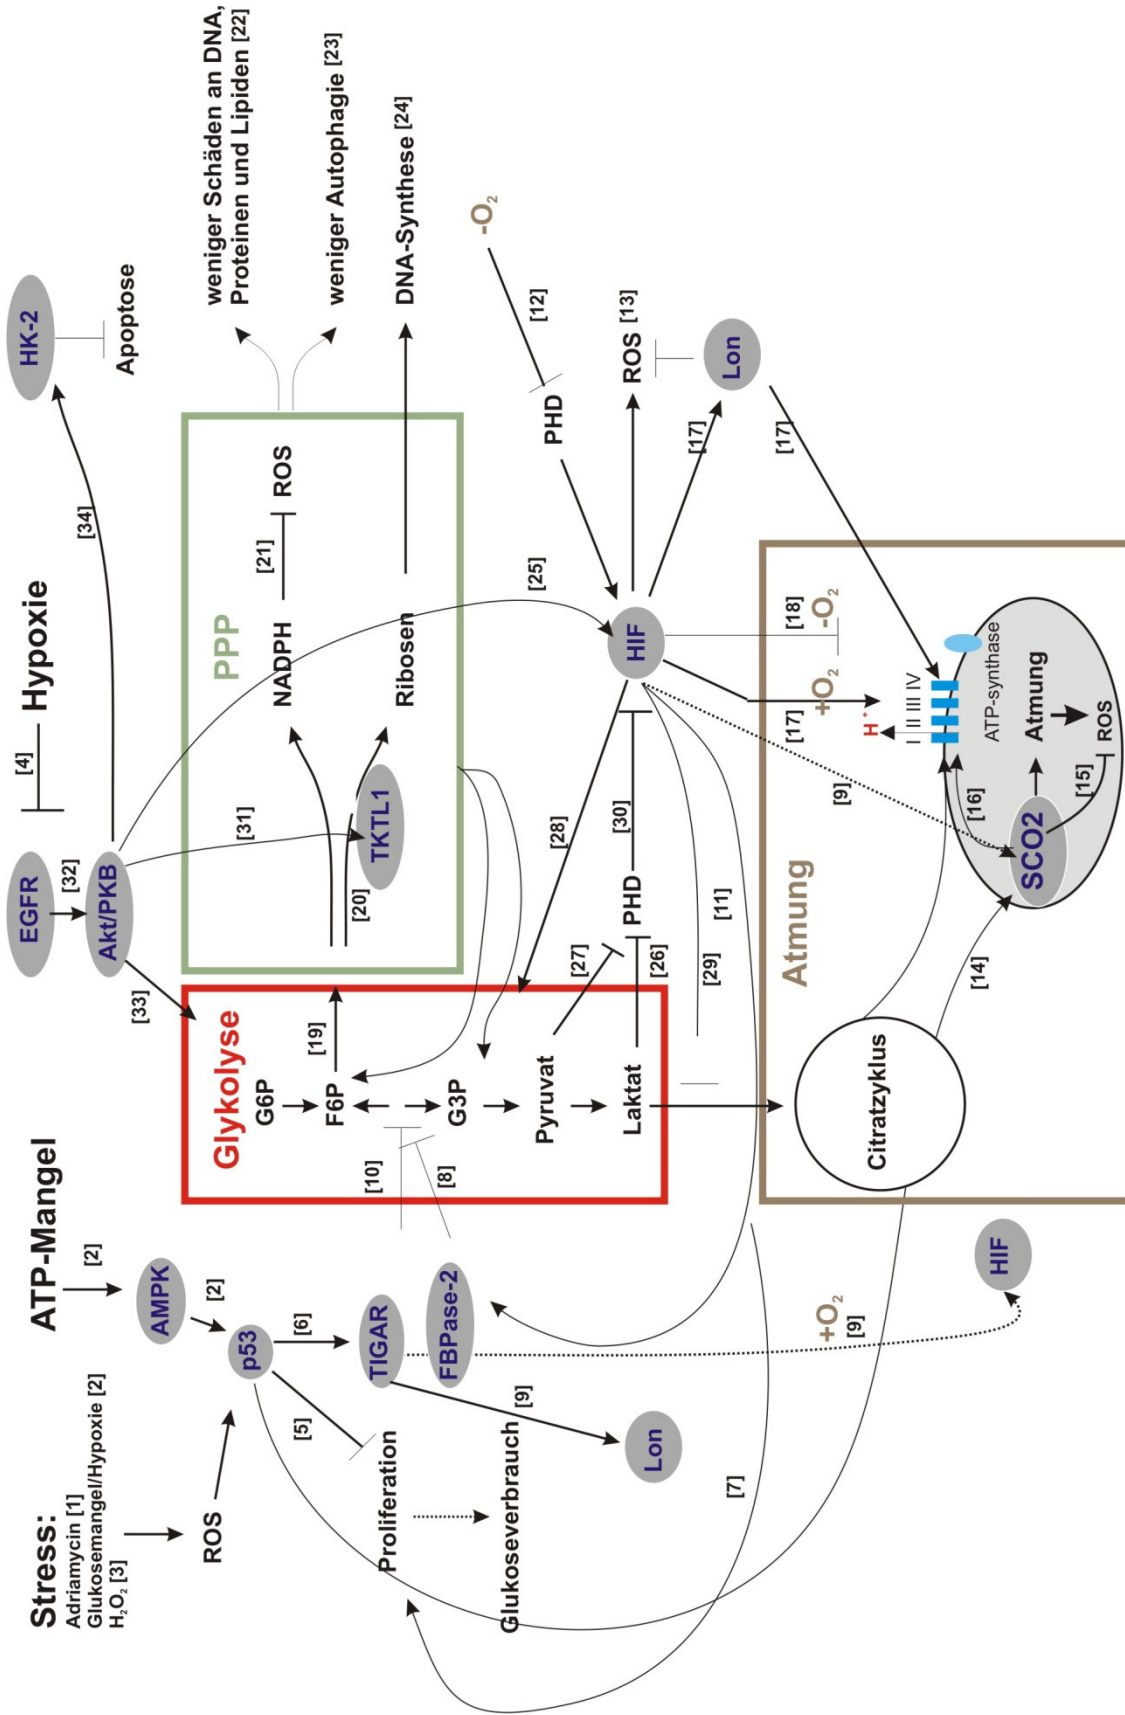 Stress:
Adriamycin [1]
Glukosemangel/Hypoxie [2]
H₂O₂ [3]
ROS
ATP-Mangel
[2]
AMPK
[2]
p53
[5]
[6]
Proliferation
Glukoseverbrauch
TIGAR
FBPase-2
[9]
Lon
[7]
+O₂
[9]
HIF
[10]
[8]
Glykolyse
G6P
F6P
G3P
Pyruvat
Laktat
[19]
[33]
EGFR
[32]
Akt/PKB
[4]
Hypoxie
[34]
HK-2
Apoptose
[31]
[20]
TKTL1
PPP
NADPH
[21]
ROS
Ribosen
[25]
weniger Schäden an DNA,
Proteinen und Lipiden [22]
weniger Autophagie [23]
DNA-Synthese [24]
-O₂
[12]
PHD
[28]
[27]
[26]
PHD
[30]
HIF
ROS [13]
[17]
Lon
[17]
[29]
[11]
[9]
[17]
[18]
+O₂
-O₂
Atmung
Citratzyklus
[14]
H⁺
I II III IV
ATP-synthase
[16]
SCO2
Atmung
[15]
ROS